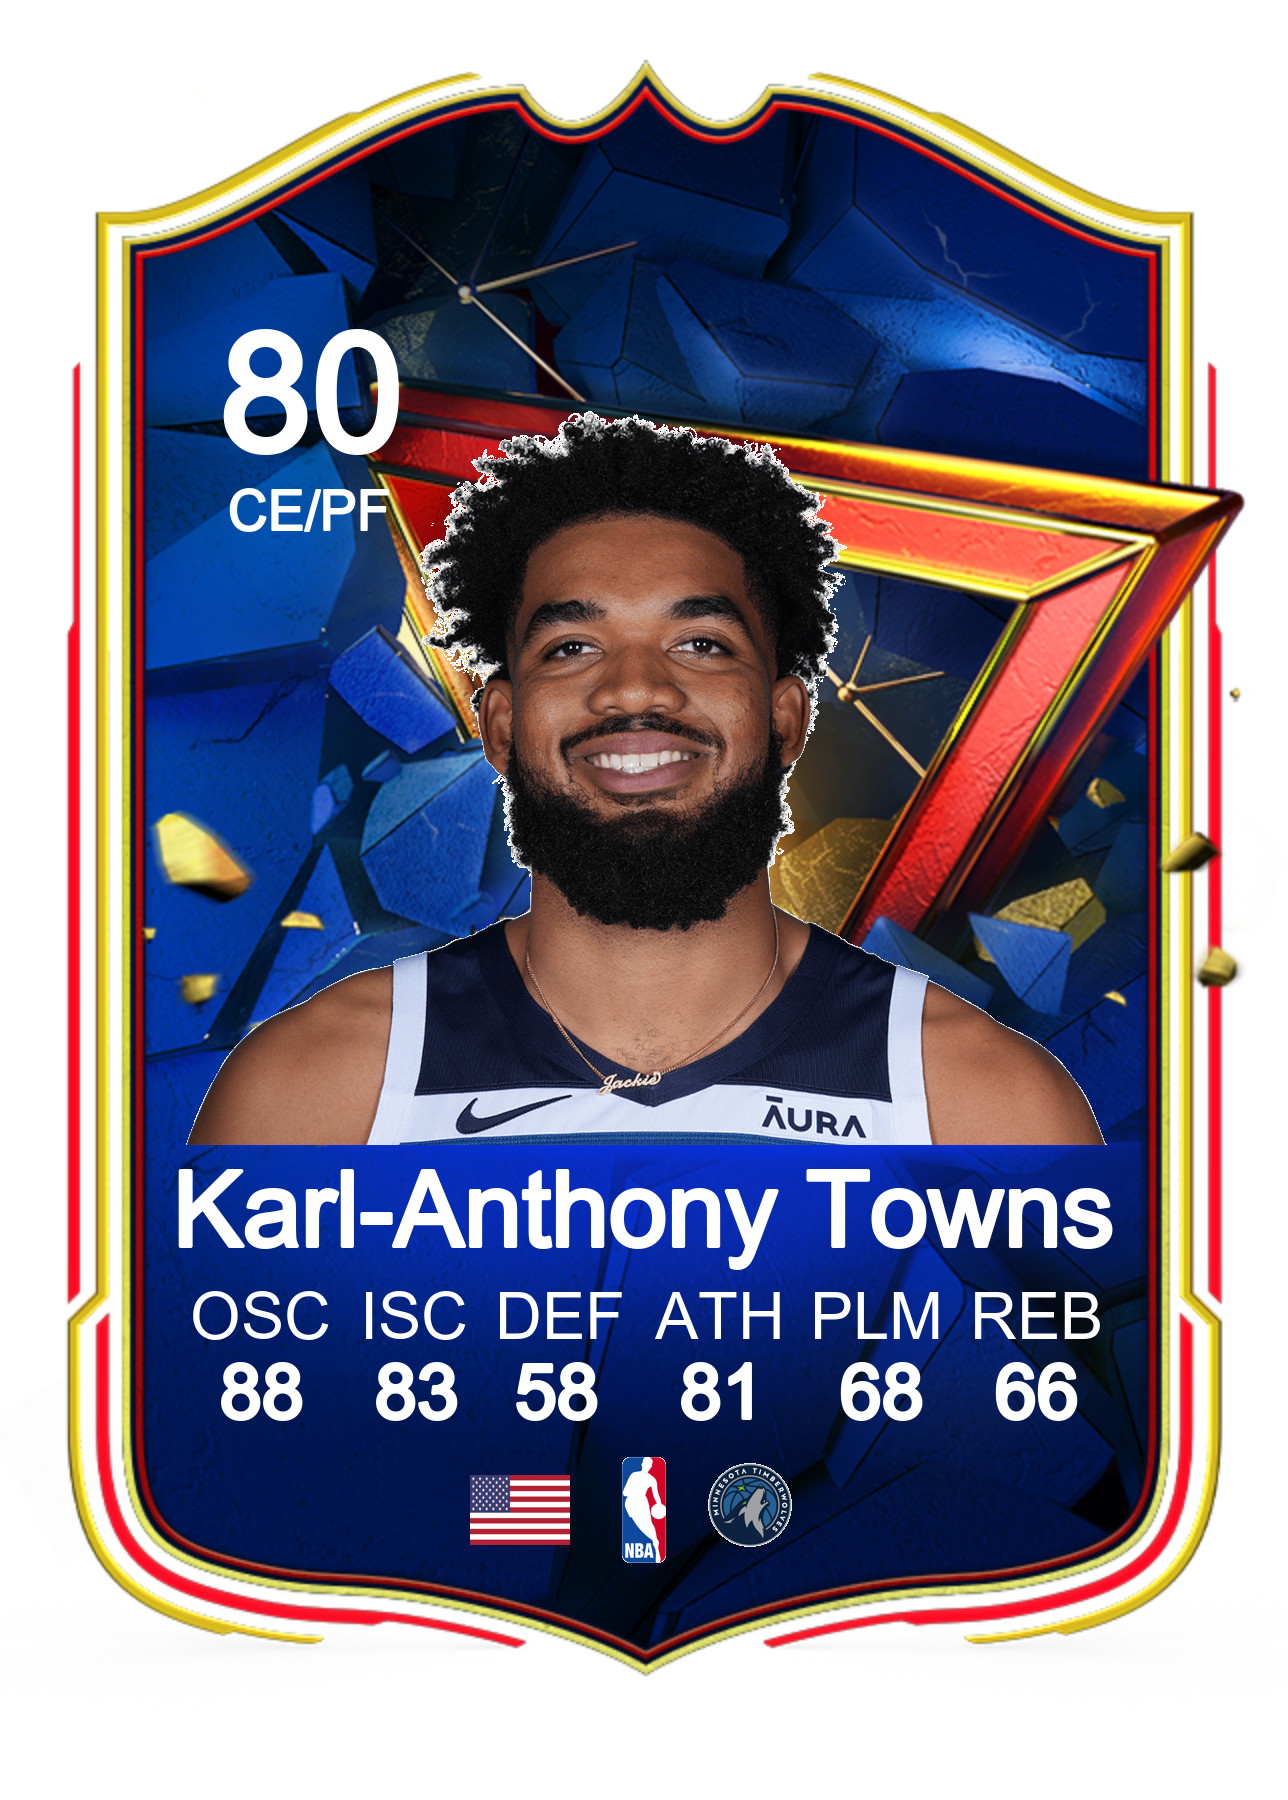 80
CE/PF
Jackie
ĀURA
Karl-Anthony Towns
OSC ISC DEF ATH PLM REB
88 83 58 81 68 66
NBA
MINNESOTA TIMBERWOLVES